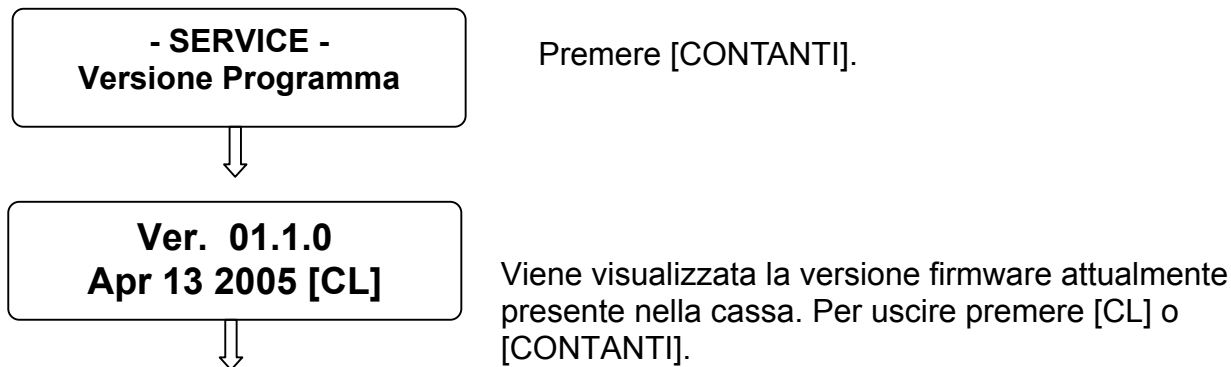 - SERVICE -
Versione Programma
Premere [CONTANTI].
Ver. 01.1.0
Apr 13 2005 [CL]
Viene visualizzata la versione firmware attualmente
presente nella cassa. Per uscire premere [CL] o
[CONTANTI].